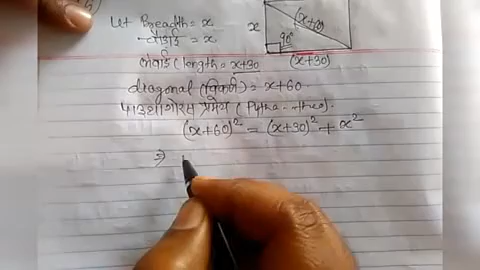 Let Breadth = x
चौड़ाई = x
x
(x+60)
90°
(x+30)
लंबाई (length = x+30
diagonal (विकर्ण) = x+60.
पाइथागोरस प्रमेय (Pytha -
(x+60)² = (x+30)² + x²
⇒